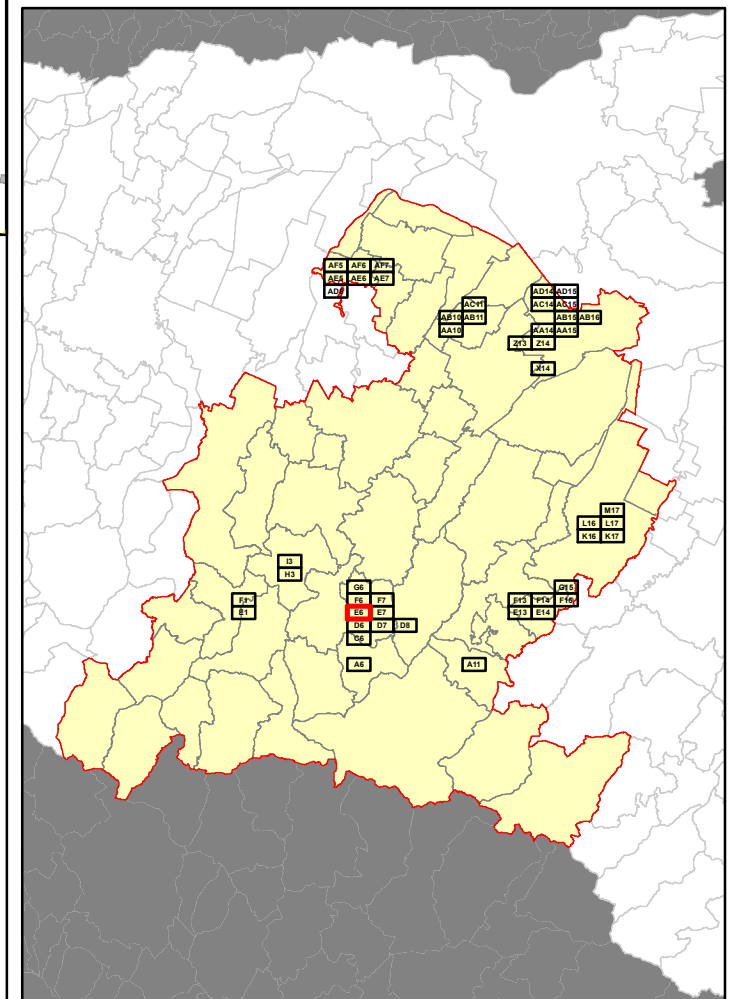 AF5 AF6 AF7
AE5 AE6 AE7
AD5
AD14 AD15
AC11 AC14 AC15
AB10 AB11 AB15 AB16
AA10 AA14 AA15
Z13 Z14
X14
M17
L16 L17
K16 K17
I3
H3
G6 G15
F1 F6 F7 F13 F14 F15
E1 E6 E7 E13 E14
D6 D7 D8
C6
A6 A11